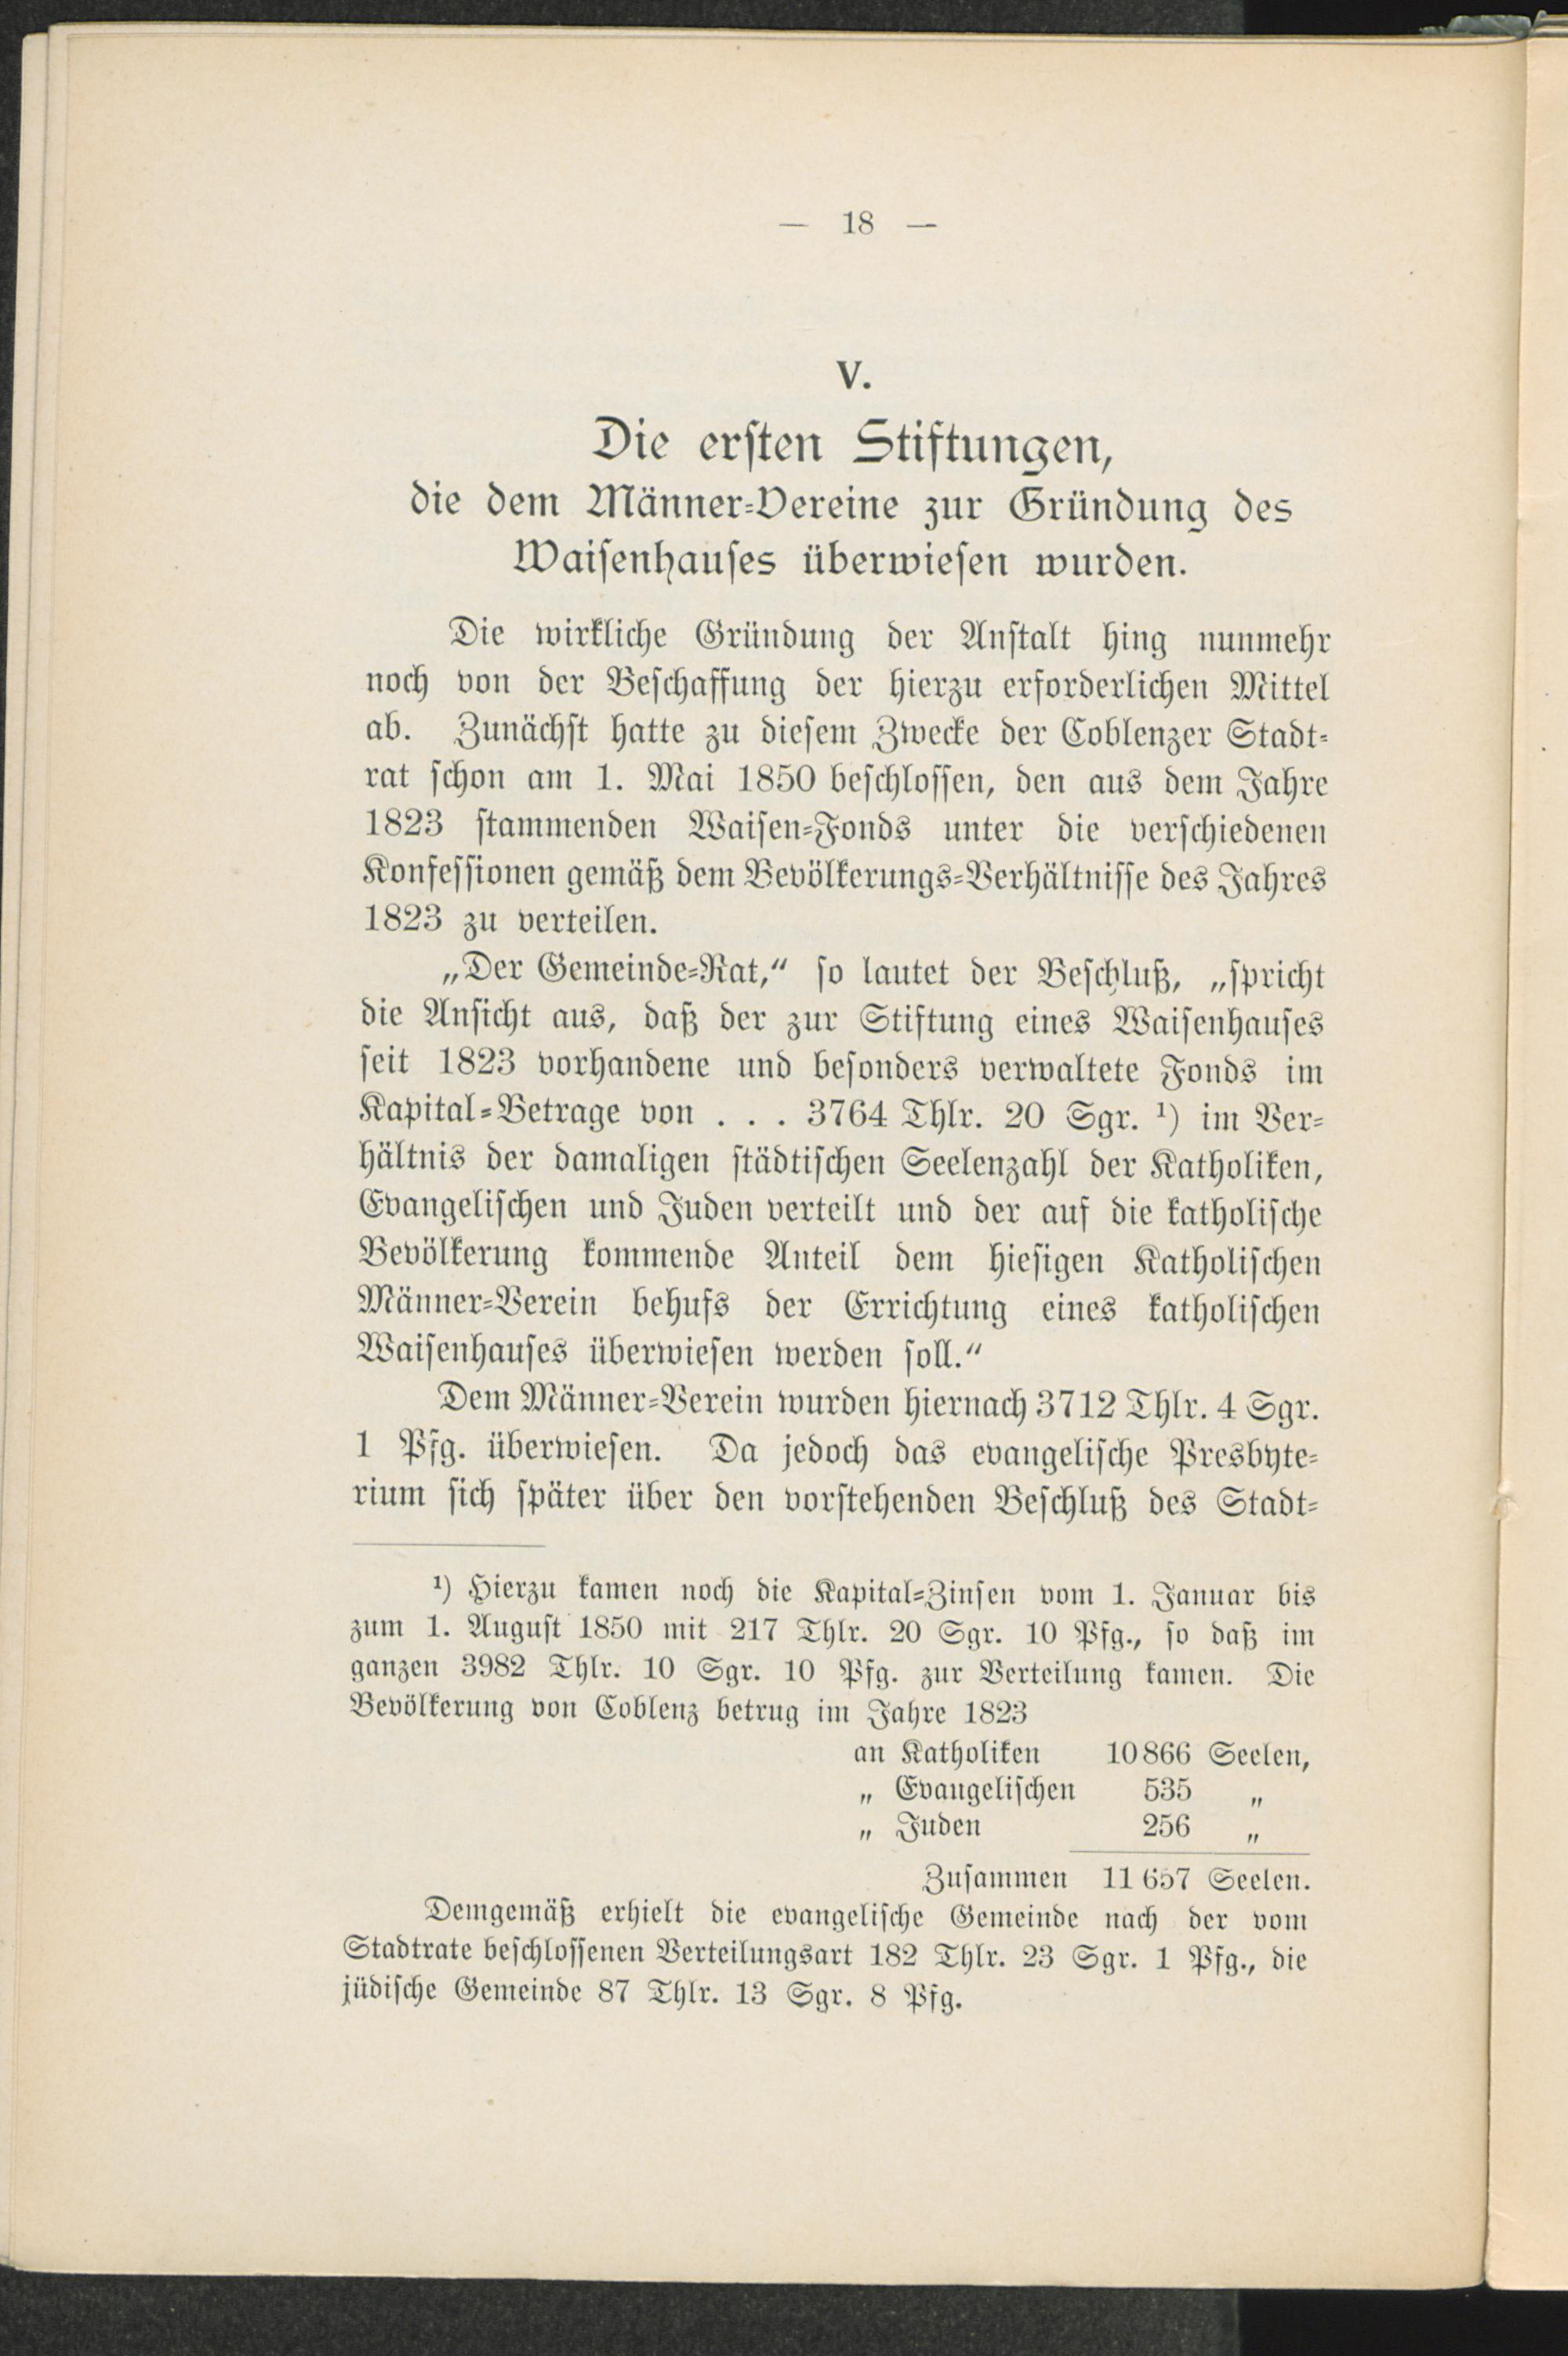 — 18 —
V.
Die ersten Stiftungen,
die dem Männer-Vereine zur Gründung des
Waisenhauses überwiesen wurden.
Die wirkliche Gründung der Anstalt hing nunmehr
noch von der Beschaffung der hierzu erforderlichen Mittel
ab. Zunächst hatte zu diesem Zwecke der Coblenzer Stadt-
rat schon am 1. Mai 1850 beschlossen, den aus dem Jahre
1823 stammenden Waisen-Fonds unter die verschiedenen
Konfessionen gemäß dem Bevölkerungs-Verhältnisse des Jahres
1823 zu verteilen.
„Der Gemeinde-Rat,“ so lautet der Beschluß, „spricht
die Ansicht aus, daß der zur Stiftung eines Waisenhauses
seit 1823 vorhandene und besonders verwaltete Fonds im
Kapital-Betrage von . . . 3764 Thlr. 20 Sgr. ¹) im Ver-
hältnis der damaligen städtischen Seelenzahl der Katholiken,
Evangelischen und Juden verteilt und der auf die katholische
Bevölkerung kommende Anteil dem hiesigen Katholischen
Männer-Verein behufs der Errichtung eines katholischen
Waisenhauses überwiesen werden soll.“
Dem Männer-Verein wurden hiernach 3712 Thlr. 4 Sgr.
1 Pfg. überwiesen. Da jedoch das evangelische Presbyte-
rium sich später über den vorstehenden Beschluß des Stadt-
¹) Hierzu kamen noch die Kapital-Zinsen vom 1. Januar bis
zum 1. August 1850 mit 217 Thlr. 20 Sgr. 10 Pfg., so daß im
ganzen 3982 Thlr. 10 Sgr. 10 Pfg. zur Verteilung kamen. Die
Bevölkerung von Coblenz betrug im Jahre 1823
an Katholiken 10 866 Seelen,
„ Evangelischen 535 „
„ Juden 256 „
Zusammen 11 657 Seelen.
Demgemäß erhielt die evangelische Gemeinde nach der vom
Stadtrate beschlossenen Verteilungsart 182 Thlr. 23 Sgr. 1 Pfg., die
jüdische Gemeinde 87 Thlr. 13 Sgr. 8 Pfg.